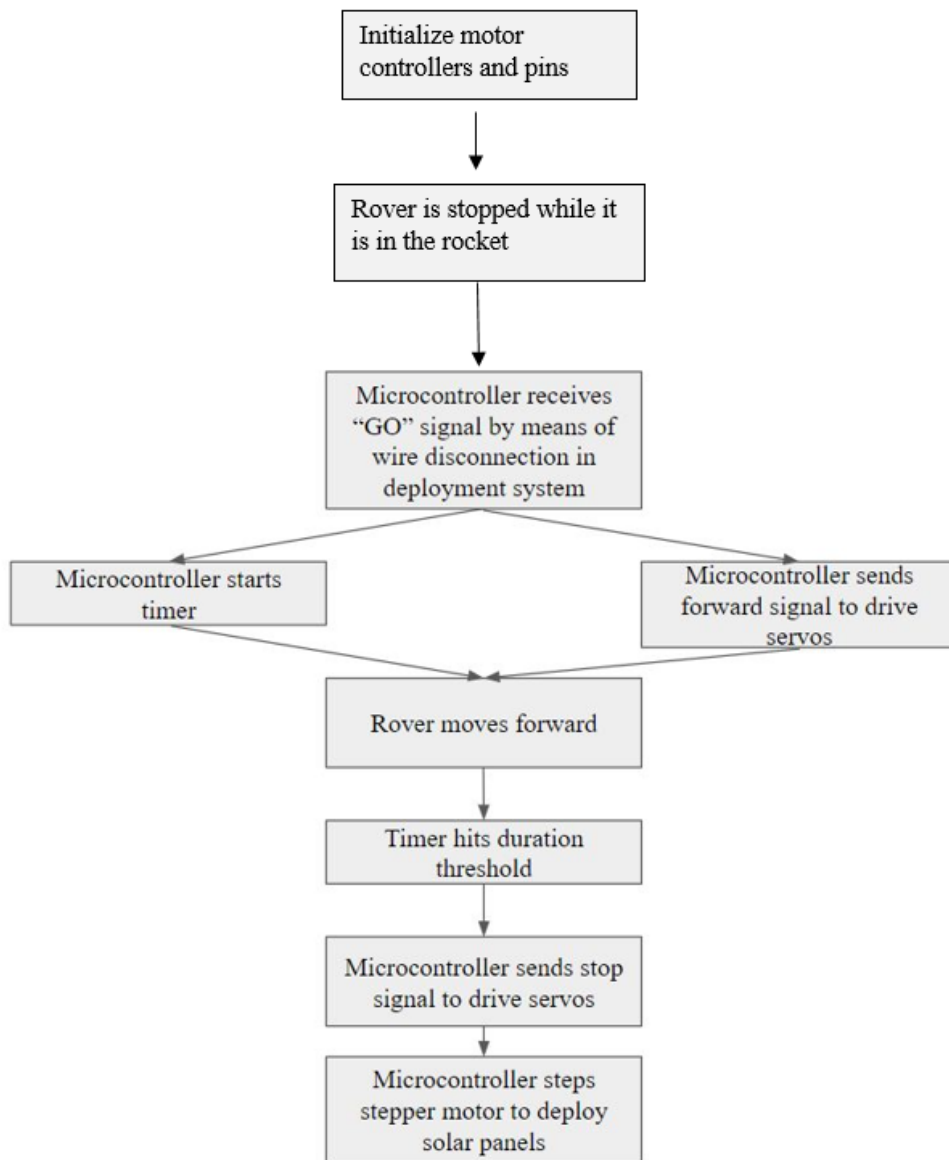 Initialize motor
controllers and pins
Rover is stopped while it
is in the rocket
Microcontroller receives
“GO” signal by means of
wire disconnection in
deployment system
Microcontroller starts
timer
Microcontroller sends
forward signal to drive
servos
Rover moves forward
Timer hits duration
threshold
Microcontroller sends stop
signal to drive servos
Microcontroller steps
stepper motor to deploy
solar panels